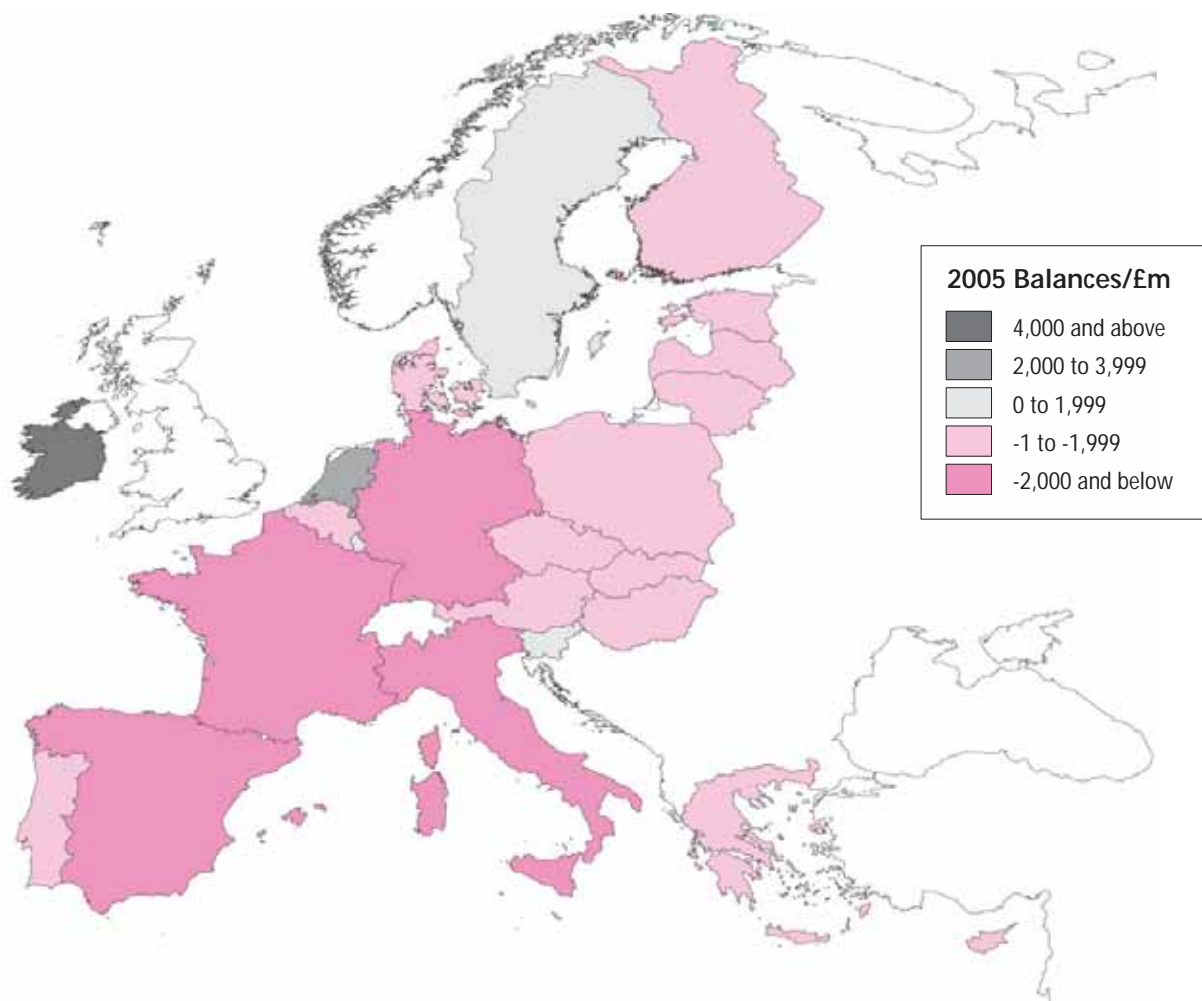 2005 Balances/£m
4,000 and above
2,000 to 3,999
0 to 1,999
-1 to -1,999
-2,000 and below